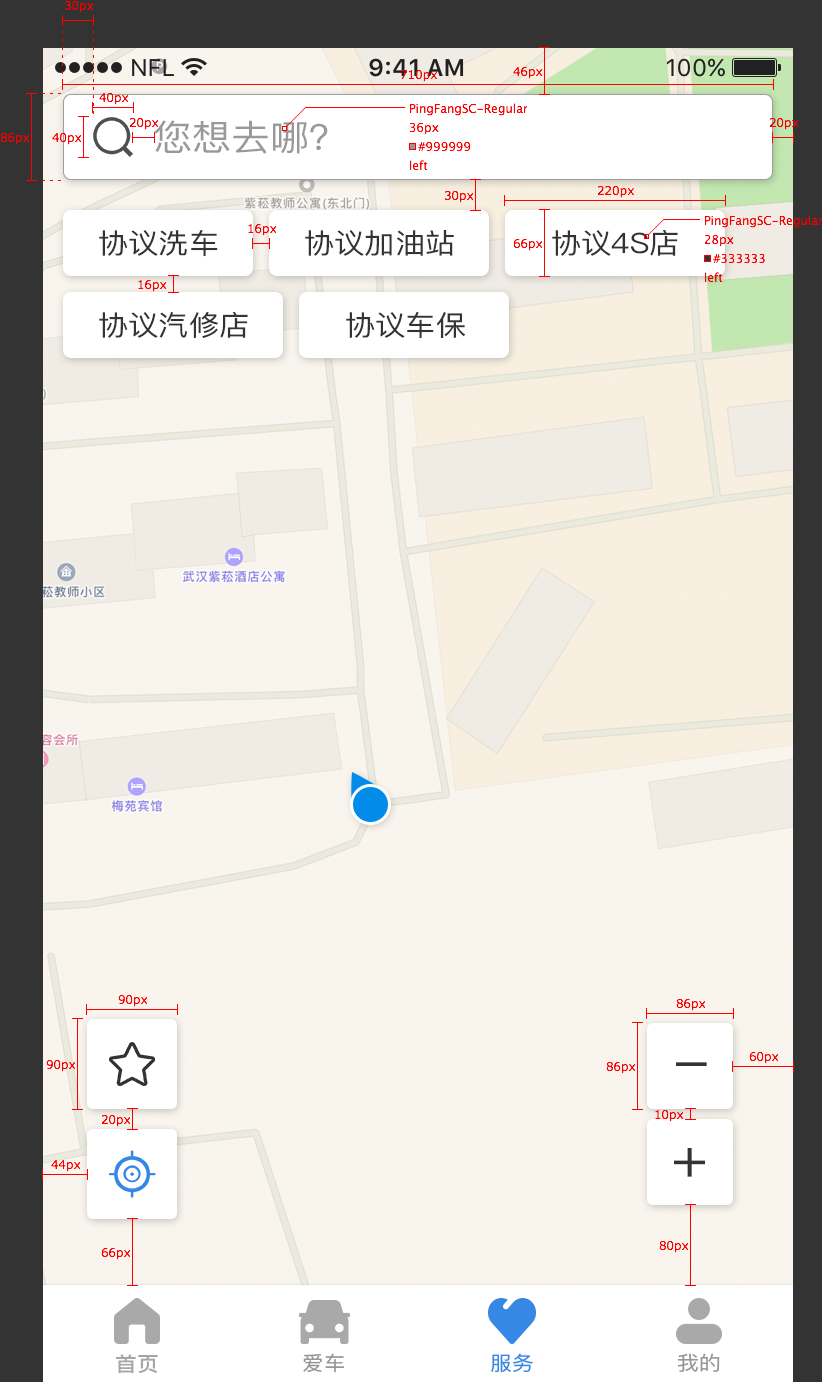 30px
NFL
9:41 AM
100%
46px
710px
40px
86px
40px
20px
您想去哪?
PingFangSC-Regular
36px
#999999
left
20px
紫菘教师公寓(东北门)
30px
220px
协议洗车
16px
协议加油站
66px
协议4S店
PingFangSC-Regular
28px
#333333
left
16px
协议汽修店
协议车保
武汉紫菘酒店公寓
菘教师小区
容会所
梅苑宾馆
90px
86px
90px
86px
60px
20px
10px
44px
66px
80px
首页
爱车
服务
我的